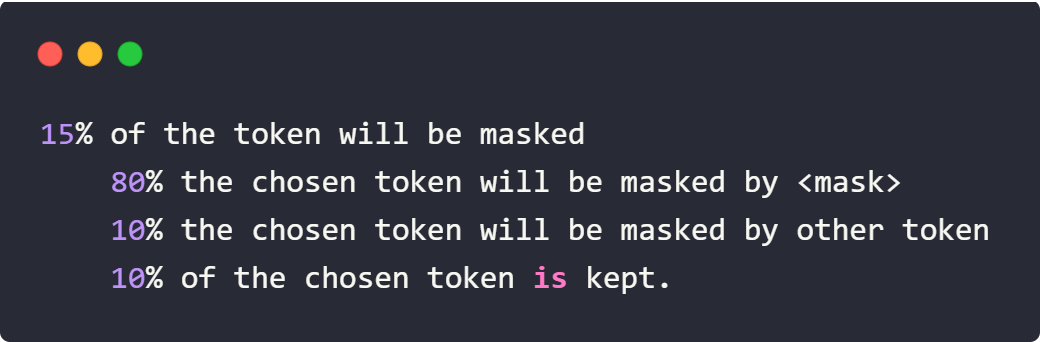 15% of the token will be masked
80% the chosen token will be masked by <mask>
10% the chosen token will be masked by other token
10% of the chosen token is kept.